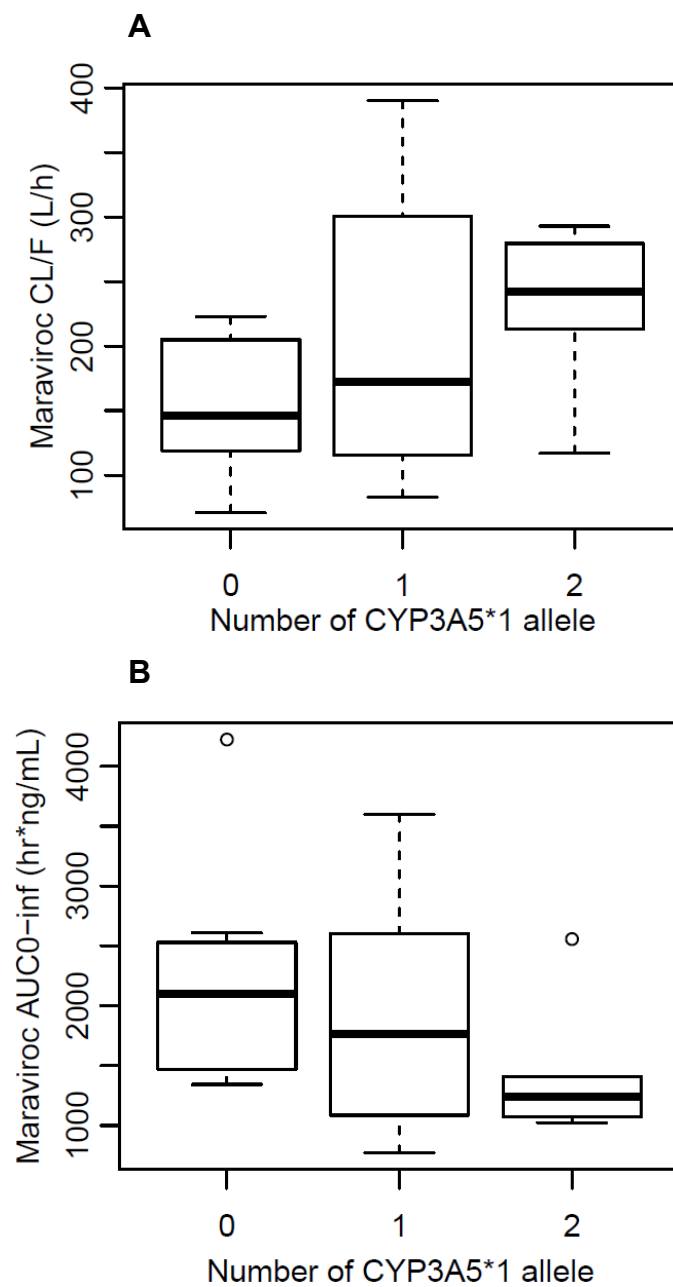 A
Maraviroc CL/F (L/h)
400
300
200
100
0 1 2
Number of CYP3A5*1 allele
B
Maraviroc AUC0−inf (hr*ng/mL)
4000
3000
2000
1000
0 1 2
Number of CYP3A5*1 allele